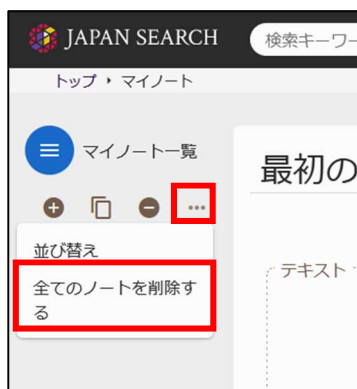 JAPAN SEARCH
検索キーワー
トップ
マイノート
マイノート一覧
最初の
並び替え
全てのノートを削除す
る
テキスト